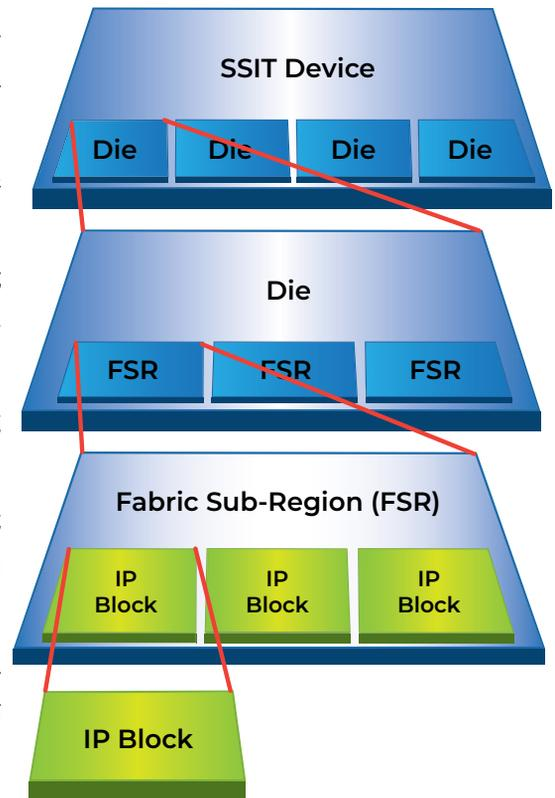 SSIT Device
Die
Die
Die
Die
Die
FSR
FSR
FSR
Fabric Sub-Region (FSR)
IP
Block
IP
Block
IP
Block
IP Block